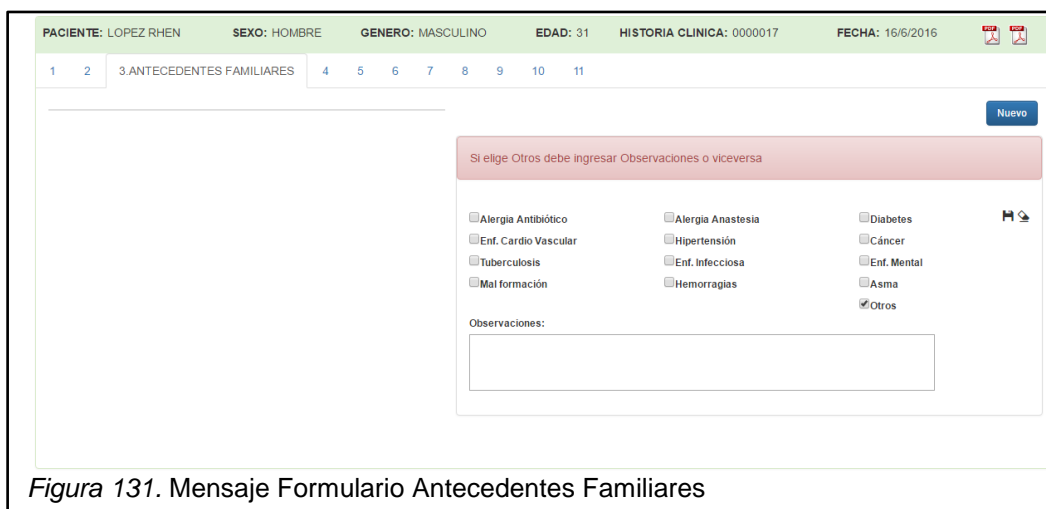 PACIENTE: LOPEZ RHEN SEXO: HOMBRE GENERO: MASCULINO EDAD: 31 HISTORIA CLINICA: 0000017 FECHA: 16/6/2016 PDF PDF
1 2 3.ANTECEDENTES FAMILIARES 4 5 6 7 8 9 10 11
Nuevo
Si elige Otros debe ingresar Observaciones o viceversa
Alergia Antibiótico Alergia Anastesia Diabetes
Enf. Cardio Vascular Hipertensión Cáncer
Tuberculosis Enf. Infecciosa Enf. Mental
Mal formación Hemorragias Asma
Otros
Observaciones:
Figura 131. Mensaje Formulario Antecedentes Familiares